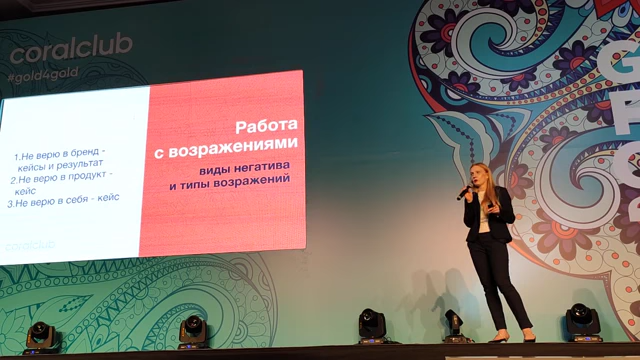 coralclub
#gold4gold
Работа
с возражениями
виды негатива
и типы возражений
1.Не верю в бренд -
кейсы и результат
2.Не верю в продукт -
кейс
3.Не верю в себя - кейс
coralclub